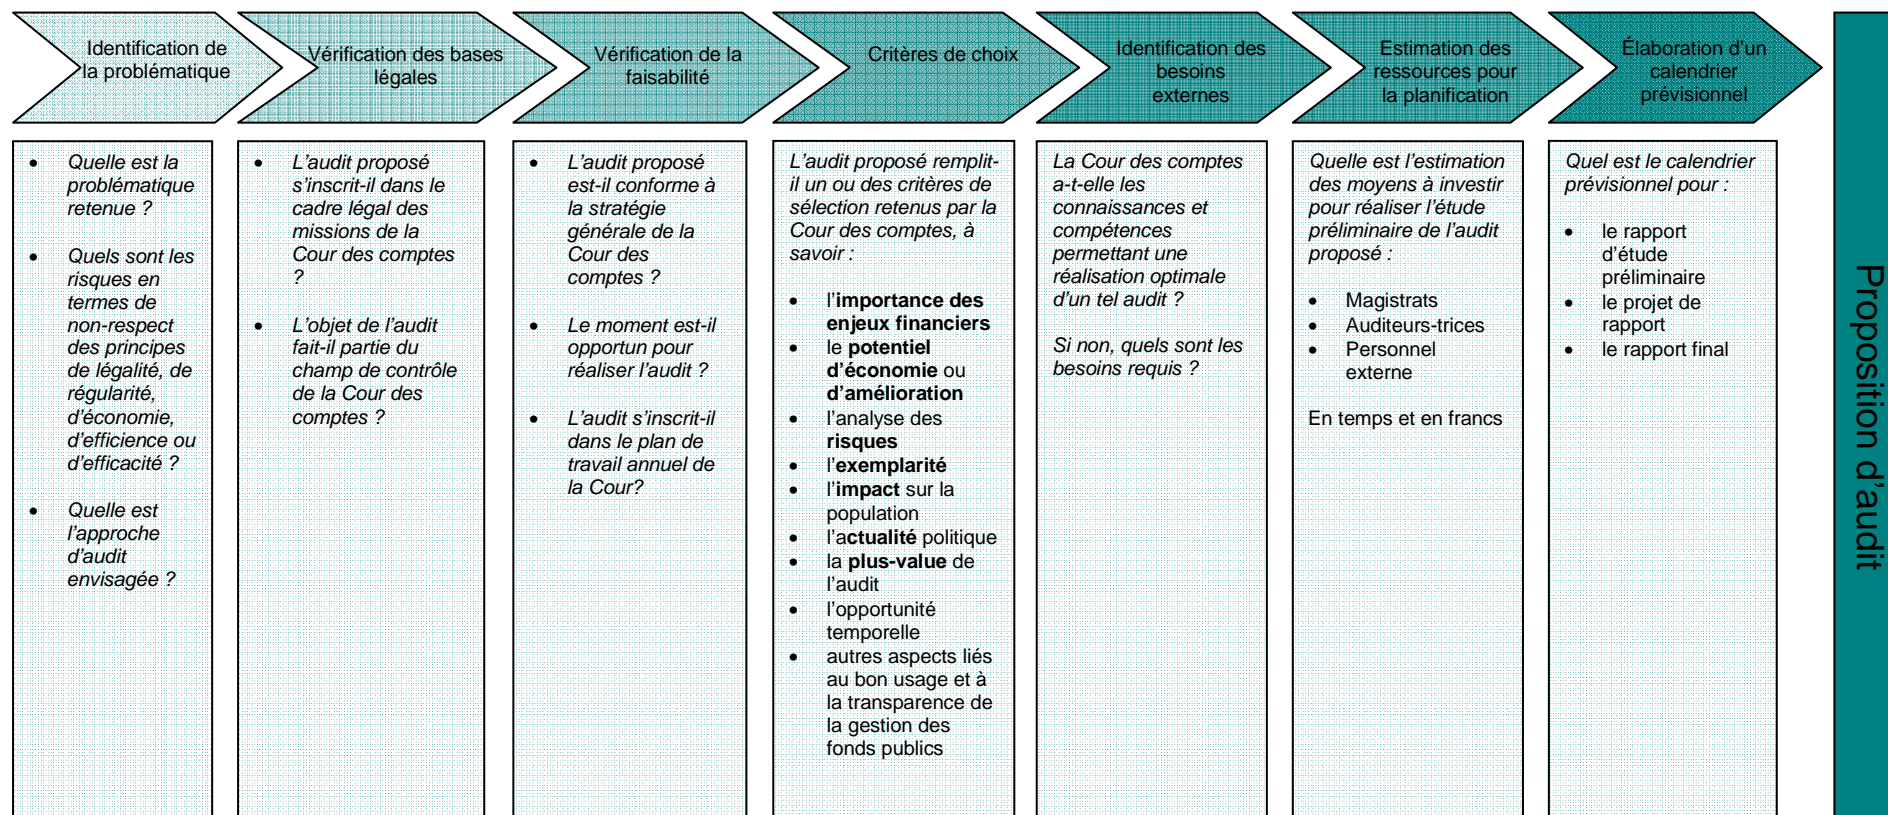 Identification de
la problématique
Vérification des bases
légales
Vérification de la
faisabilité
Critères de choix
Identification des
besoins
externes
Estimation des
ressources pour
la planification
Élaboration d'un
calendrier
prévisionnel
• Quelle est la
problématique
retenue ?
• Quels sont les
risques en
termes de
non-respect
des principes
de légalité, de
régularité,
d'économie,
d'efficience ou
d'efficacité ?
• Quelle est
l'approche
d'audit
envisagée ?
• L'audit proposé
s'inscrit-il dans le
cadre légal des
missions de la
Cour des comptes
?
• L'objet de l'audit
fait-il partie du
champ de contrôle
de la Cour des
comptes ?
• L'audit proposé
est-il conforme à
la stratégie
générale de la
Cour des
comptes ?
• Le moment est-il
opportun pour
réaliser l'audit ?
• L'audit s'inscrit-il
dans le plan de
travail annuel de
la Cour?
L'audit proposé remplit-
il un ou des critères de
sélection retenus par la
Cour des comptes, à
savoir :
• l'importance des
enjeux financiers
• le potentiel
d'économie ou
d'amélioration
• l'analyse des
risques
• l'exemplarité
• l'impact sur la
population
• l'actualité politique
• la plus-value de
l'audit
• l'opportunité
temporelle
• autres aspects liés
au bon usage et à
la transparence de
la gestion des
fonds publics
La Cour des comptes
a-t-elle les
connaissances et
compétences
permettant une
réalisation optimale
d'un tel audit ?
Si non, quels sont les
besoins requis ?
Quelle est l'estimation
des moyens à investir
pour réaliser l'étude
préliminaire de l'audit
proposé :
• Magistrats
• Auditeurs-trices
• Personnel
externe
En temps et en francs
Quel est le calendrier
prévisionnel pour :
• le rapport
d'étude
préliminaire
• le projet de
rapport
• le rapport final
Proposition d'audit